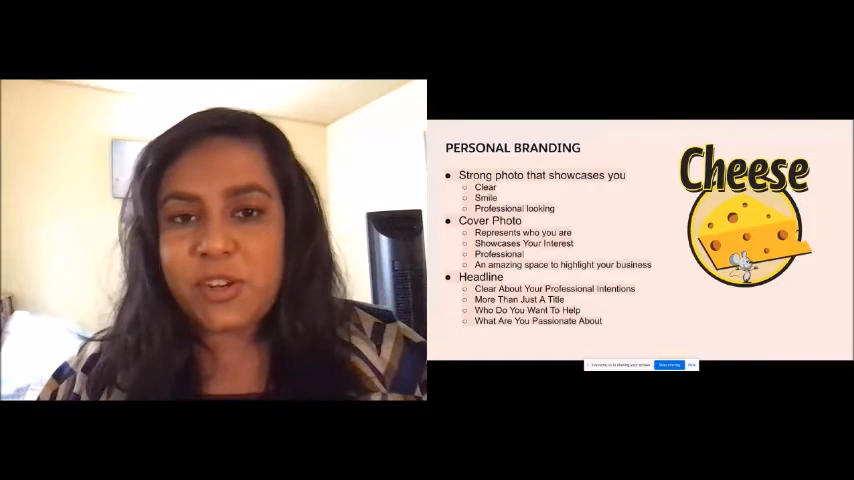 PERSONAL BRANDING
Strong photo that showcases you
Clear
Smile
Professional looking
Cover Photo
Represents who you are
Showcases Your Interest
Professional
An amazing space to highlight your business
Headline
Clear About Your Professional Intentions
More Than Just A Title
Who Do You Want To Help
What Are You Passionate About
Cheese
Stop sharing
Hide